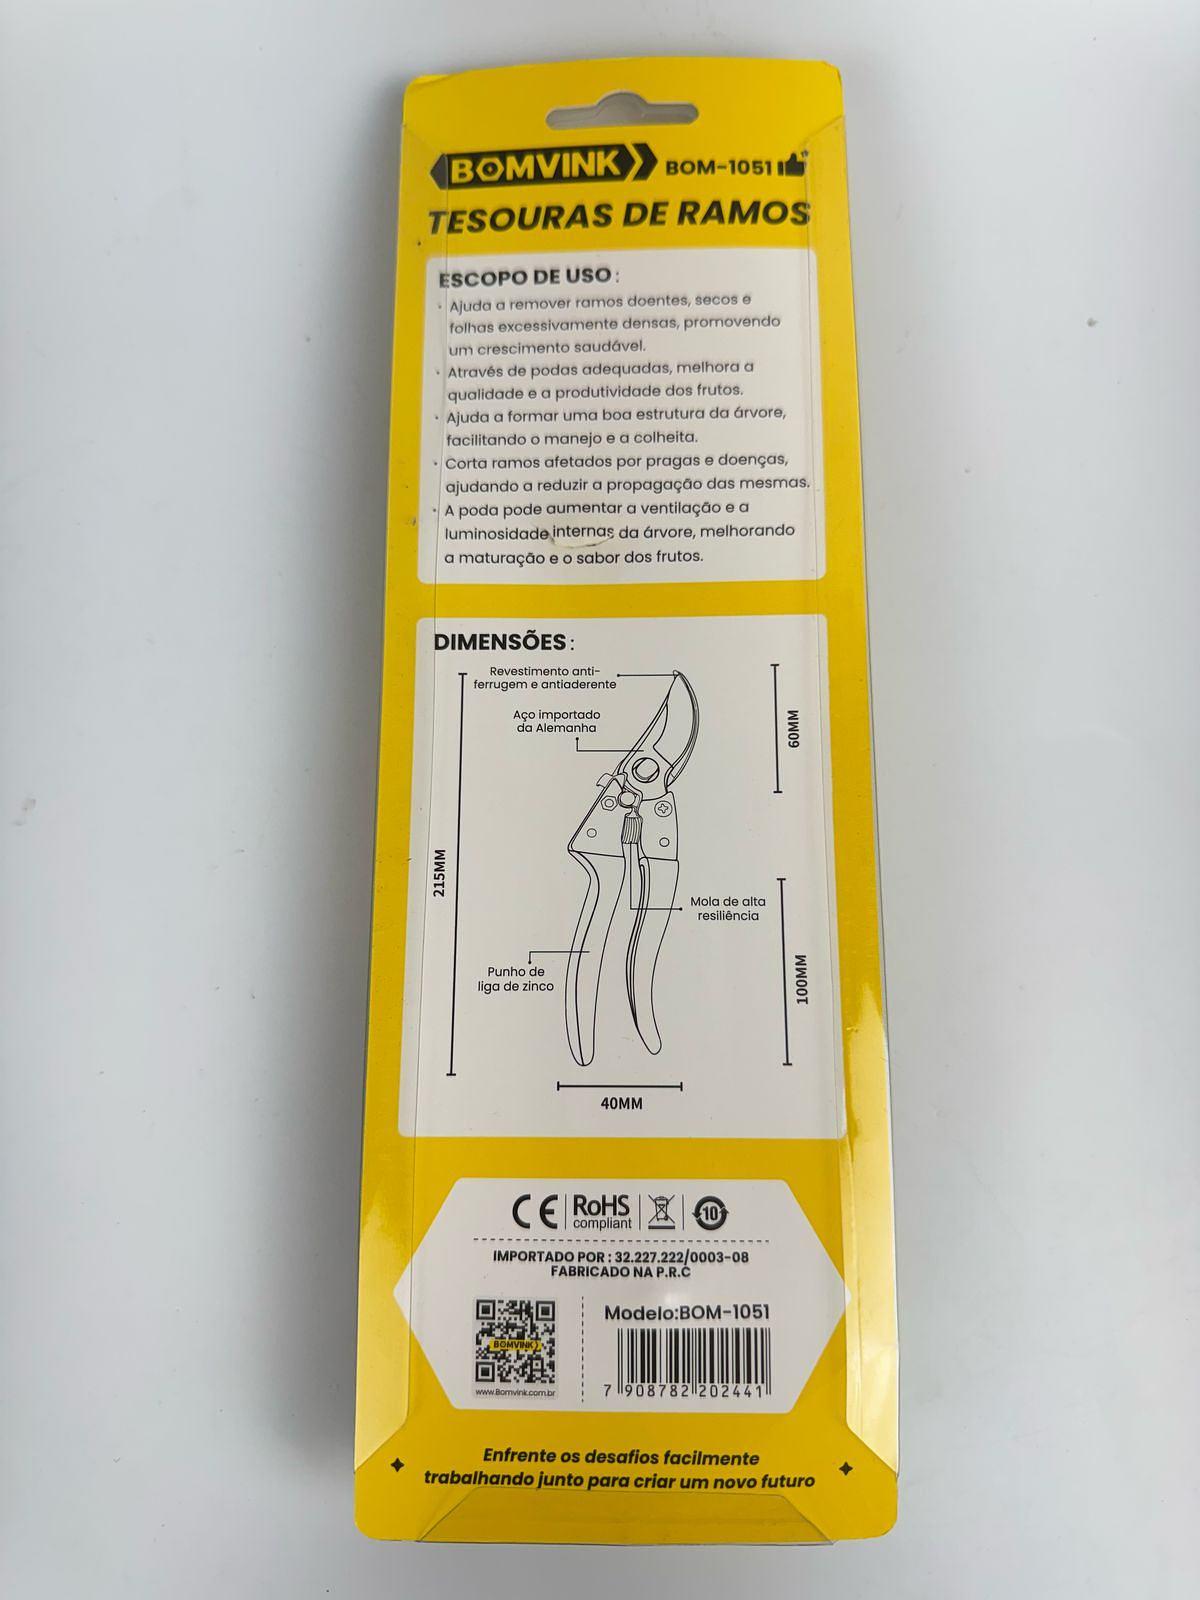 BOMVINK BOM-1051
TESOURAS DE RAMOS
ESCOPO DE USO:
· Ajuda a remover ramos doentes, secos e
folhas excessivamente densas, promovendo
um crescimento saudável.
· Através de podas adequadas, melhora a
qualidade e a produtividade dos frutos.
· Ajuda a formar uma boa estrutura da árvore,
facilitando o manejo e a colheita.
· Corta ramos afetados por pragas e doenças,
ajudando a reduzir a propagação das mesmas.
· A poda pode aumentar a ventilação e a
luminosidade internas da árvore, melhorando
a maturação e o sabor dos frutos.
DIMENSÕES:
Revestimento anti-
ferrugem e antiaderente
Aço importado
da Alemanha
60MM
215MM
Mola de alta
resiliência
Punho de
liga de zinco
100MM
40MM
CE RoHS
compliant
10
IMPORTADO POR : 32.227.222/0003-08
FABRICADO NA P.R.C
BOMVINK
www.Bomvink.com.br
Modelo:BOM-1051
7 908782 202441
Enfrente os desafios facilmente
trabalhando junto para criar um novo futuro